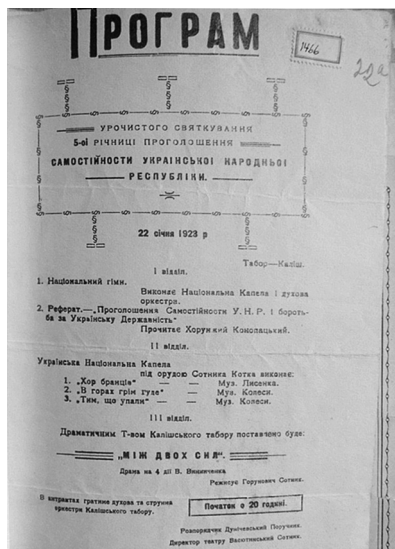 ПРОГРАМ
1466
22а
УРОЧИСТОГО СВЯТКУВАННЯ
5-ої РІЧНИЦІ ПРОГОЛОШЕННЯ
САМОСТІЙНОСТИ УКРАЇНСЬКОЇ НАРОДНЬОЇ
РЕСПУБЛІКИ.
22 січня 1923 р
Табор—Каліш.
I відділ.
1. Національний гімн.
Виконає Національна Капела і духова
оркестра.
2. Реферат.—„Проголошення Самостійности У. Н. Р. і бороть-
ба за Українську Державність"
Прочитає Хорунжий Коколацький.
II відділ.
Українська Національна Капела
під орудою Сотника Котка виконає:
1. „Хор бранців" — — Муз. Лисенка.
2. „В горах грім гуде" — Муз. Колеси.
3. „Тим, що упали" — — Муз. Колеси.
III відділ.
Драматичним Т-вом Калішського табору поставлено буде:
„МІЖ ДВОХ СИЛ".
Драма на 4 дії В. Винниченка
Режисує Горунович Сотник.
В антрактах гратиме духова та струнна
оркестри Калішського табору.
Початок о 20 годині.
Розпорядчик Дунічевський Поручник.
Директор театру Васютинський Сотник.